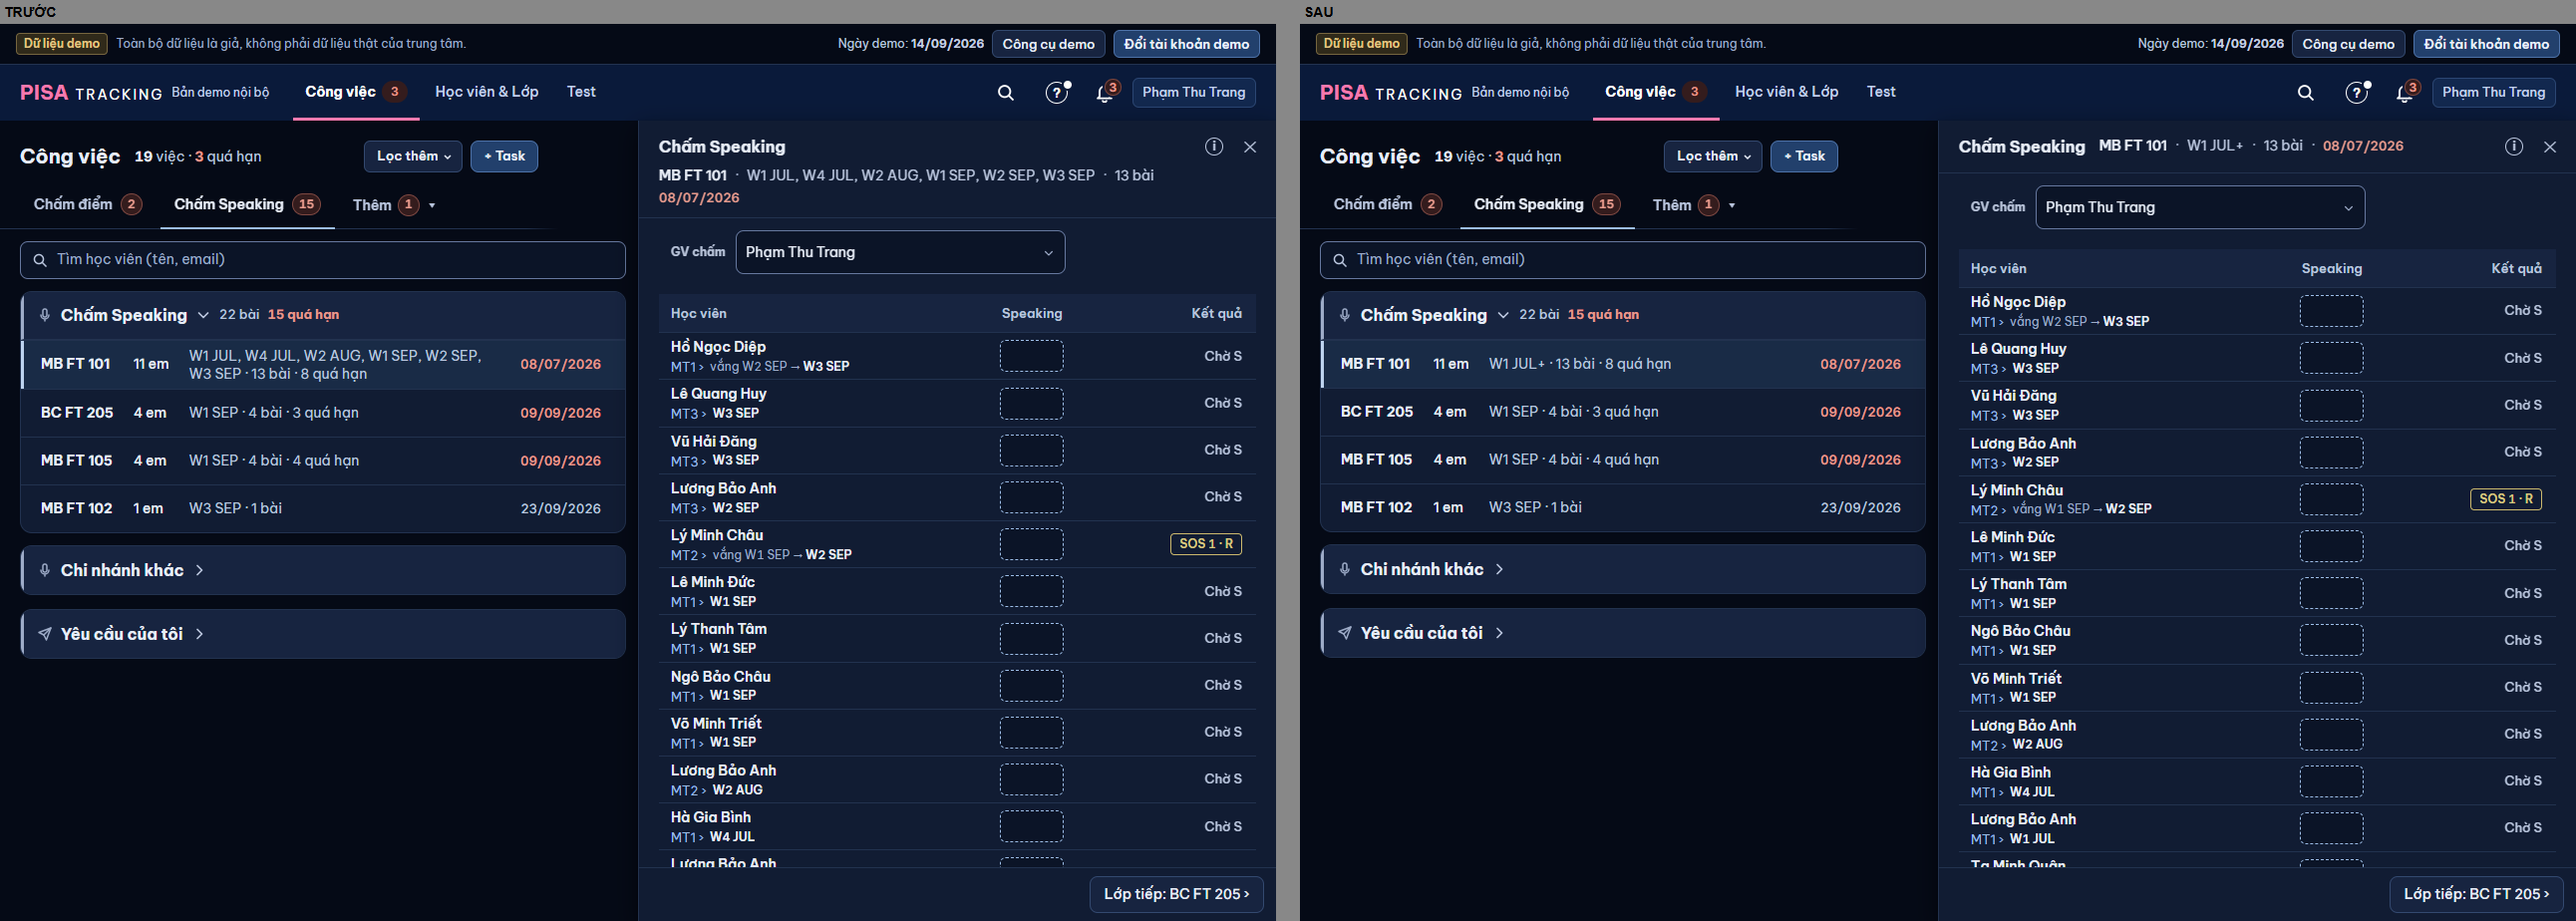 TRƯỚC
Dữ liệu demo Toàn bộ dữ liệu là giả, không phải dữ liệu thật của trung tâm. Ngày demo: 14/09/2026 Công cụ demo Đổi tài khoản demo
PISA TRACKING Bản demo nội bộ Công việc 3 Học viên & Lớp Test ? 3 Phạm Thu Trang
Công việc 19 việc · 3 quá hạn Lọc thêm + Task
Chấm điểm 2 Chấm Speaking 15 Thêm 1
Tìm học viên (tên, email)
Chấm Speaking 22 bài 15 quá hạn
MB FT 101 11 em W1 JUL, W4 JUL, W2 AUG, W1 SEP, W2 SEP,
W3 SEP · 13 bài · 8 quá hạn 08/07/2026
BC FT 205 4 em W1 SEP · 4 bài · 3 quá hạn 09/09/2026
MB FT 105 4 em W1 SEP · 4 bài · 4 quá hạn 09/09/2026
MB FT 102 1 em W3 SEP · 1 bài 23/09/2026
Chi nhánh khác
Yêu cầu của tôi
Chấm Speaking
MB FT 101 · W1 JUL, W4 JUL, W2 AUG, W1 SEP, W2 SEP, W3 SEP · 13 bài
08/07/2026
GV chấm Phạm Thu Trang
Học viên Speaking Kết quả
Hồ Ngọc Diệp
MT1 › vắng W2 SEP → W3 SEP Chờ S
Lê Quang Huy
MT3 › W3 SEP Chờ S
Vũ Hải Đăng
MT3 › W3 SEP Chờ S
Lương Bảo Anh
MT3 › W2 SEP Chờ S
Lý Minh Châu
MT2 › vắng W1 SEP → W2 SEP SOS 1 · R
Lê Minh Đức
MT1 › W1 SEP Chờ S
Lý Thanh Tâm
MT1 › W1 SEP Chờ S
Ngô Bảo Châu
MT1 › W1 SEP Chờ S
Võ Minh Triết
MT1 › W1 SEP Chờ S
Lương Bảo Anh
MT2 › W2 AUG Chờ S
Hà Gia Bình
MT1 › W4 JUL Chờ S
Lương Bảo Anh
Lớp tiếp: BC FT 205 ›
SAU
Dữ liệu demo Toàn bộ dữ liệu là giả, không phải dữ liệu thật của trung tâm. Ngày demo: 14/09/2026 Công cụ demo Đổi tài khoản demo
PISA TRACKING Bản demo nội bộ Công việc 3 Học viên & Lớp Test ? 3 Phạm Thu Trang
Công việc 19 việc · 3 quá hạn Lọc thêm + Task
Chấm điểm 2 Chấm Speaking 15 Thêm 1
Tìm học viên (tên, email)
Chấm Speaking 22 bài 15 quá hạn
MB FT 101 11 em W1 JUL+ · 13 bài · 8 quá hạn 08/07/2026
BC FT 205 4 em W1 SEP · 4 bài · 3 quá hạn 09/09/2026
MB FT 105 4 em W1 SEP · 4 bài · 4 quá hạn 09/09/2026
MB FT 102 1 em W3 SEP · 1 bài 23/09/2026
Chi nhánh khác
Yêu cầu của tôi
Chấm Speaking MB FT 101 · W1 JUL+ · 13 bài · 08/07/2026
GV chấm Phạm Thu Trang
Học viên Speaking Kết quả
Hồ Ngọc Diệp
MT1 › vắng W2 SEP → W3 SEP Chờ S
Lê Quang Huy
MT3 › W3 SEP Chờ S
Vũ Hải Đăng
MT3 › W3 SEP Chờ S
Lương Bảo Anh
MT3 › W2 SEP Chờ S
Lý Minh Châu
MT2 › vắng W1 SEP → W2 SEP SOS 1 · R
Lê Minh Đức
MT1 › W1 SEP Chờ S
Lý Thanh Tâm
MT1 › W1 SEP Chờ S
Ngô Bảo Châu
MT1 › W1 SEP Chờ S
Võ Minh Triết
MT1 › W1 SEP Chờ S
Lương Bảo Anh
MT2 › W2 AUG Chờ S
Hà Gia Bình
MT1 › W4 JUL Chờ S
Lương Bảo Anh
MT1 › W1 JUL Chờ S
Tạ Minh Quân
Lớp tiếp: BC FT 205 ›